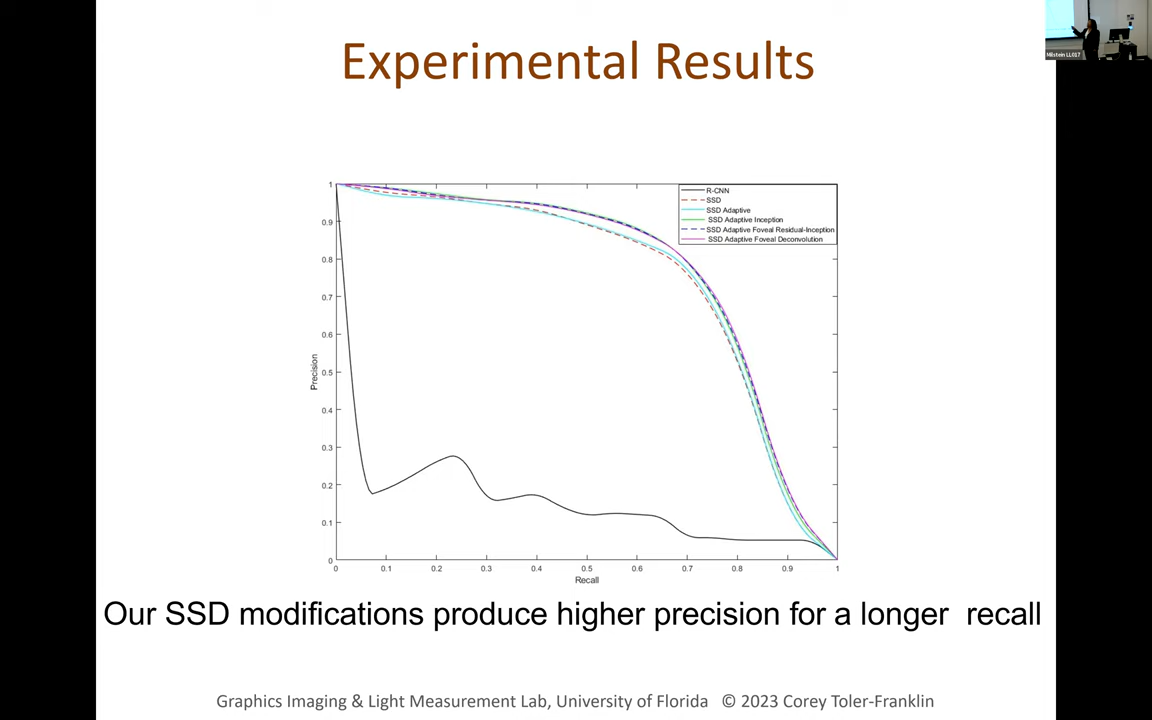 Experimental Results
Milstein LL017
R-CNN
SSD
SSD Adaptive
SSD Adaptive Inception
SSD Adaptive Foveal Residual-Inception
SSD Adaptive Foveal Deconvolution
1
0.9
0.8
0.7
0.6
0.5
0.4
0.3
0.2
0.1
0
Precision
0 0.1 0.2 0.3 0.4 0.5 0.6 0.7 0.8 0.9 1
Recall
Our SSD modifications produce higher precision for a longer recall
Graphics Imaging & Light Measurement Lab, University of Florida © 2023 Corey Toler-Franklin